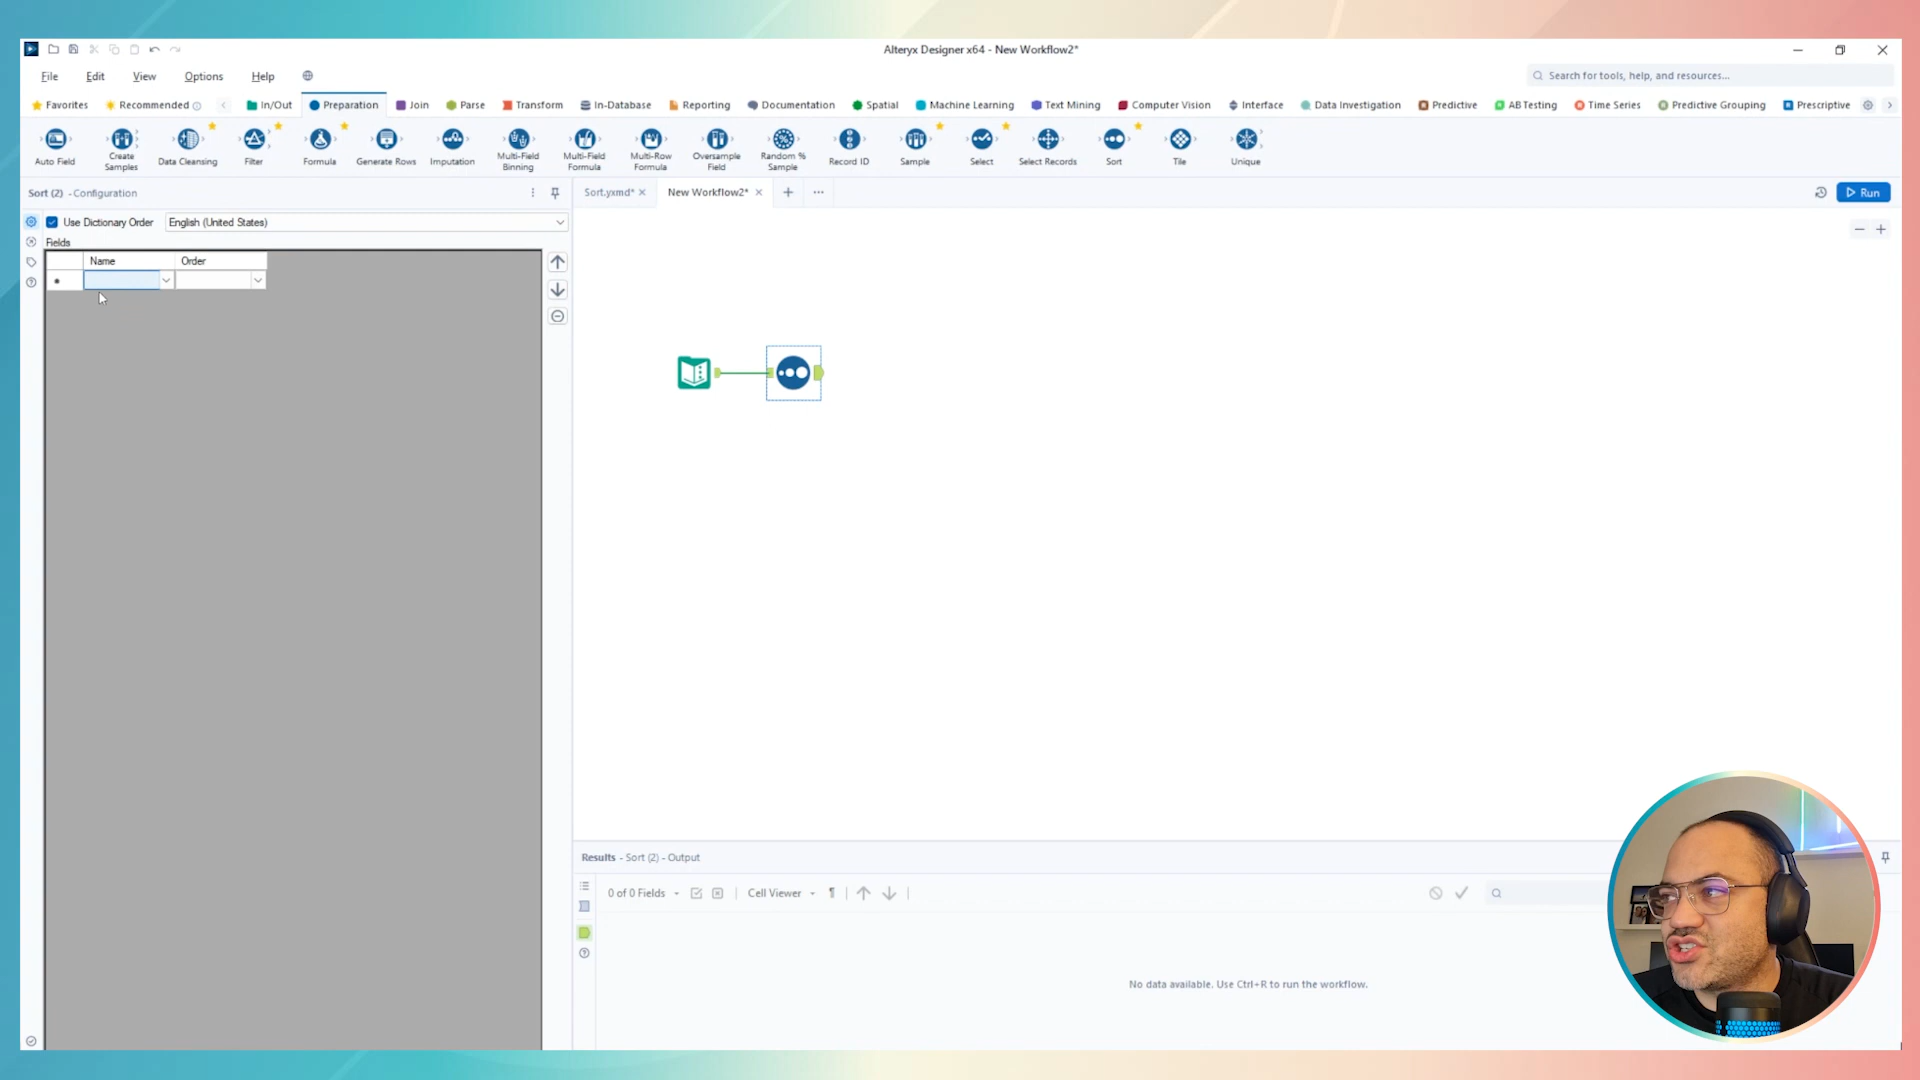 Alteryx Designer x64 - New Workflow2*
File Edit View Options Help
Search for tools, help, and resources...
Favorites Recommended In/Out Preparation Join Parse Transform In-Database Reporting Documentation Spatial Machine Learning Text Mining Computer Vision Interface Data Investigation Predictive AB Testing Time Series Predictive Grouping Prescriptive
Auto Field
Create Samples
Data Cleansing
Filter
Formula
Generate Rows
Imputation
Multi-Field Binning
Multi-Field Formula
Multi-Row Formula
Oversample Field
Random % Sample
Record ID
Sample
Select
Select Records
Sort
Tile
Unique
Sort (2) - Configuration
Sort.yxmd*
New Workflow2*
Run
Use Dictionary Order English (United States)
Fields
Name Order
Results - Sort (2) - Output
0 of 0 Fields Cell Viewer
No data available. Use Ctrl+R to run the workflow.